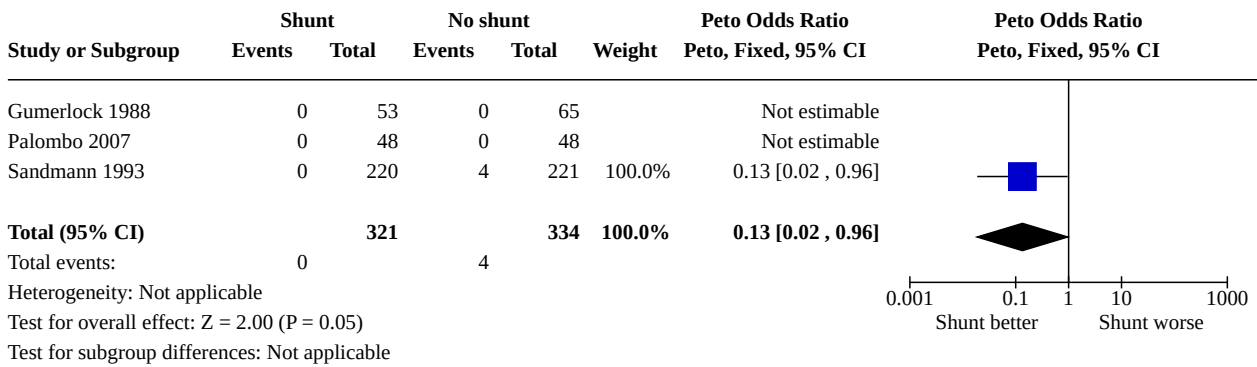 Shunt No shunt Peto Odds Ratio Peto Odds Ratio
Study or Subgroup Events Total Events Total Weight Peto, Fixed, 95% CI Peto, Fixed, 95% CI
Gumerlock 1988 0 53 0 65 Not estimable
Palombo 2007 0 48 0 48 Not estimable
Sandmann 1993 0 220 4 221 100.0% 0.13 [0.02 , 0.96]
Total (95% CI) 321 334 100.0% 0.13 [0.02 , 0.96]
Total events: 0 4
Heterogeneity: Not applicable
0.001 0.1 1 10 1000
Test for overall effect: Z = 2.00 (P = 0.05) Shunt better Shunt worse
Test for subgroup differences: Not applicable